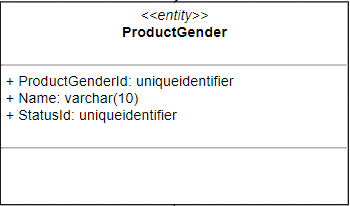 <<entity>>
ProductGender
+ ProductGenderId: uniqueidentifier
+ Name: varchar(10)
+ StatusId: uniqueidentifier